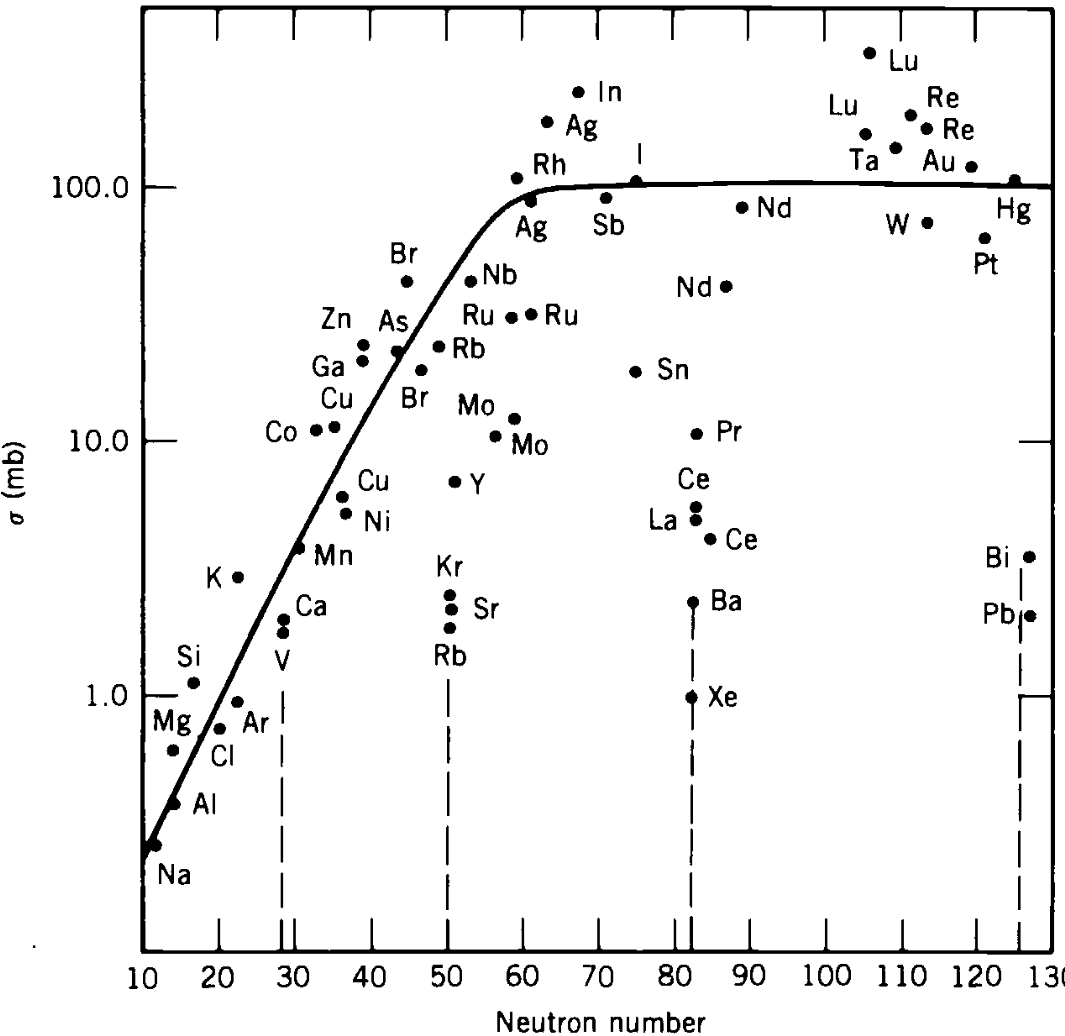 Lu
In
Lu
Re
Ag
Re
Rh
I
Ta
Au
100.0
Ag
Sb
Nd
W
Hg
Pt
Br
Nb
Nd
Zn
As
Ru
Ru
Ga
Rb
Sn
Cu
Br
Mo
Co
Mo
Pr
10.0
σ (mb)
Cu
Y
Ce
Ni
La
Ce
Mn
Kr
Bi
K
Ca
Sr
Ba
Pb
Si
V
Rb
1.0
Xe
Mg
Ar
Cl
Al
Na
10 20 30 40 50 60 70 80 90 100 110 120 130
Neutron number